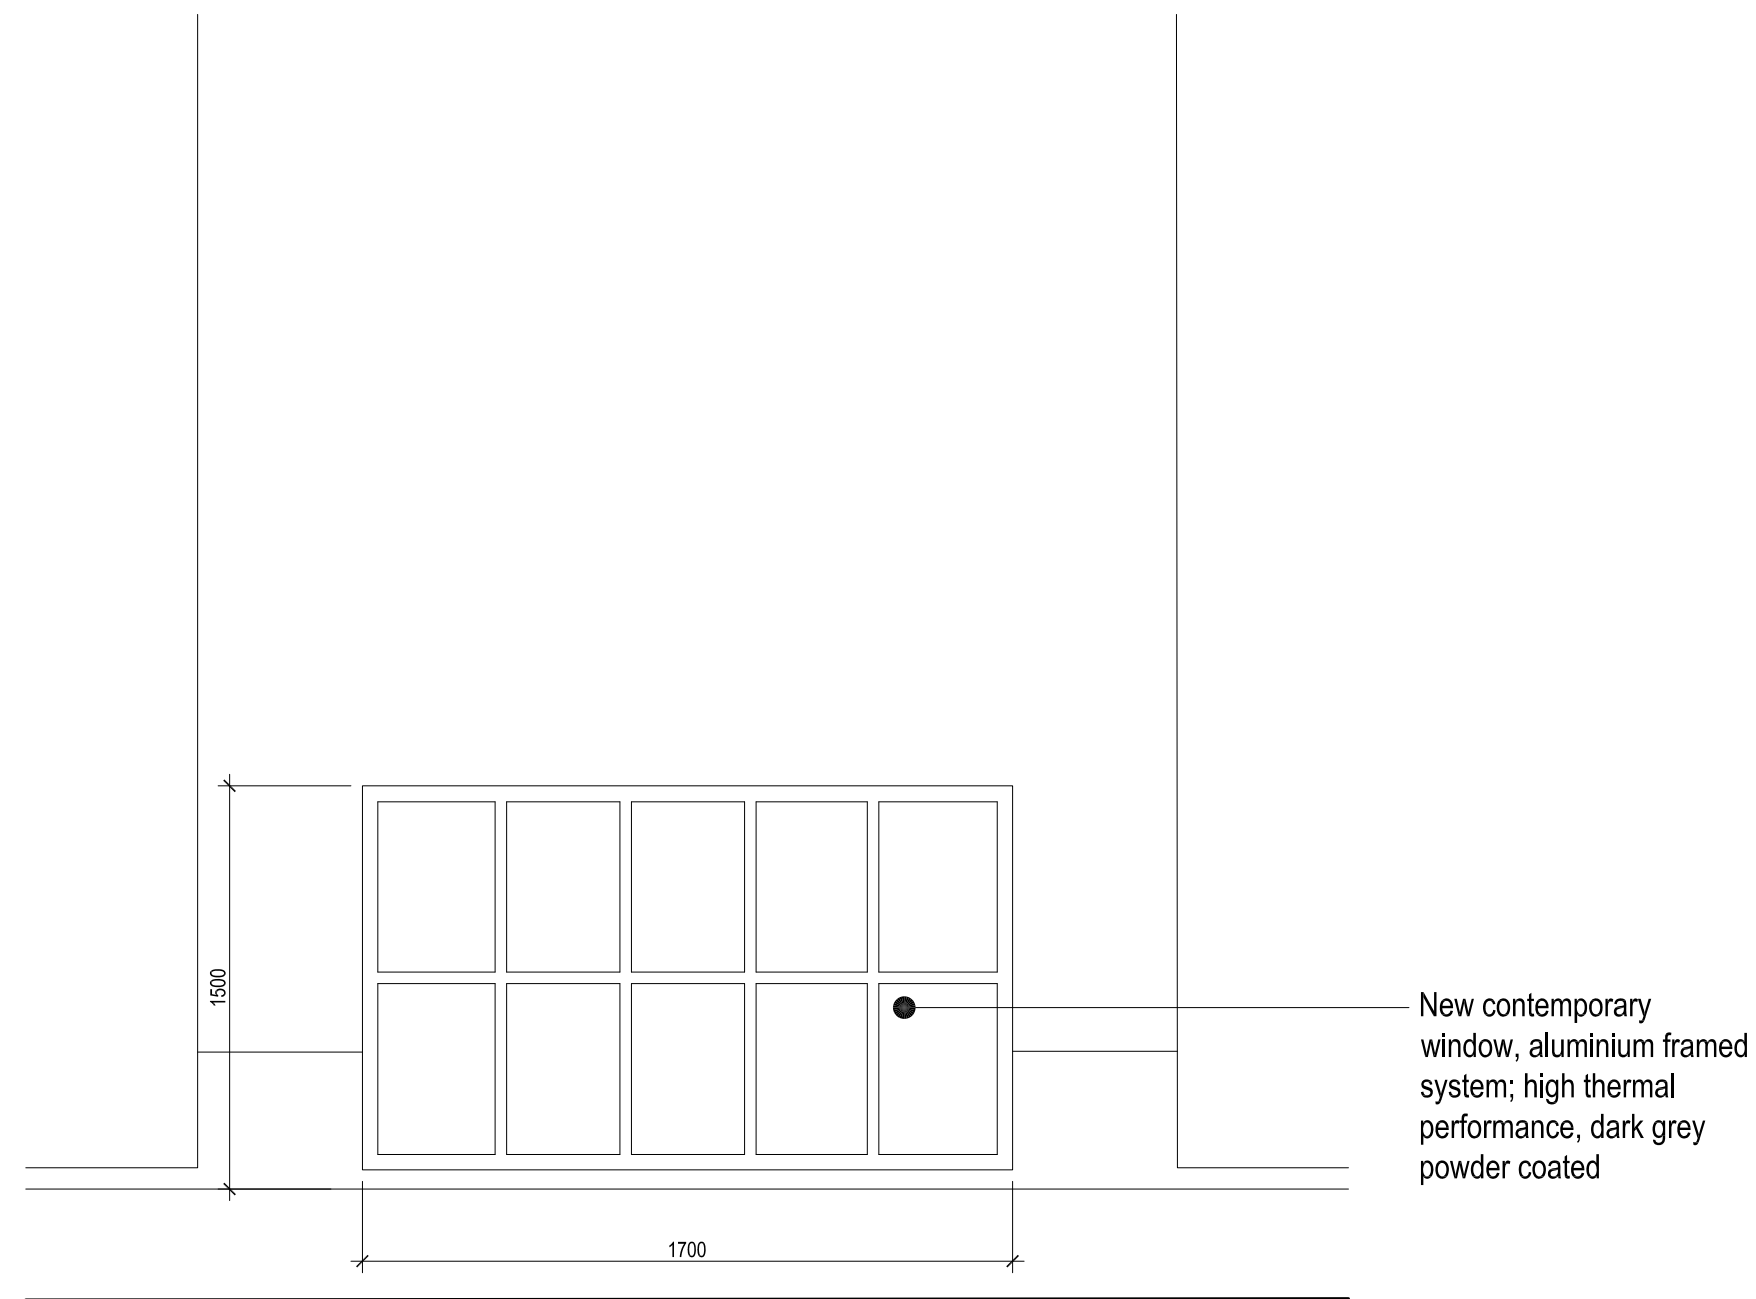 1500
New contemporary
window, aluminium framed
system; high thermal
performance, dark grey
powder coated
1700